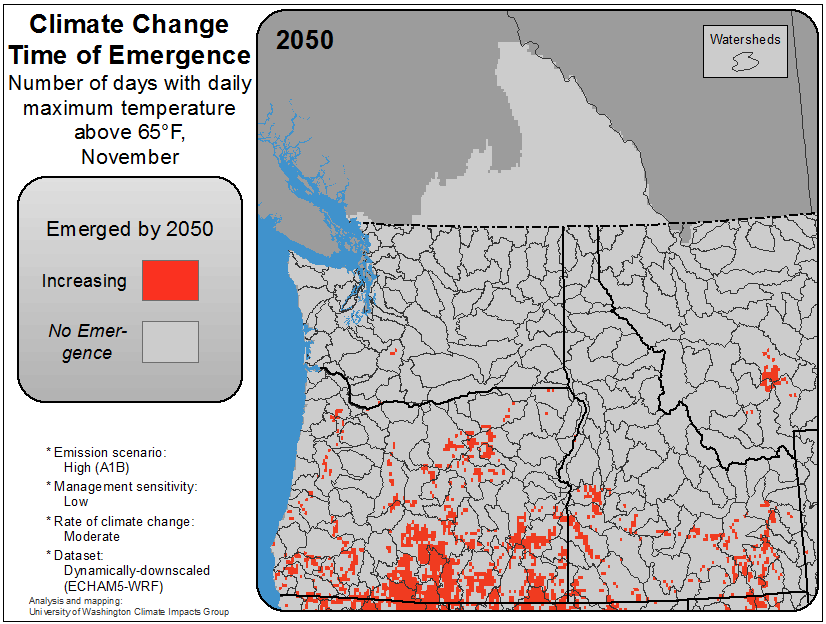 Climate Change
Time of Emergence
Number of days with daily
maximum temperature
above 65°F,
November
Emerged by 2050
Increasing
No Emer-
gence
* Emission scenario:
High (A1B)
* Management sensitivity:
Low
* Rate of climate change:
Moderate
* Dataset:
Dynamically-downscaled
(ECHAM5-WRF)
Analysis and mapping:
University of Washington Climate Impacts Group
2050
Watersheds